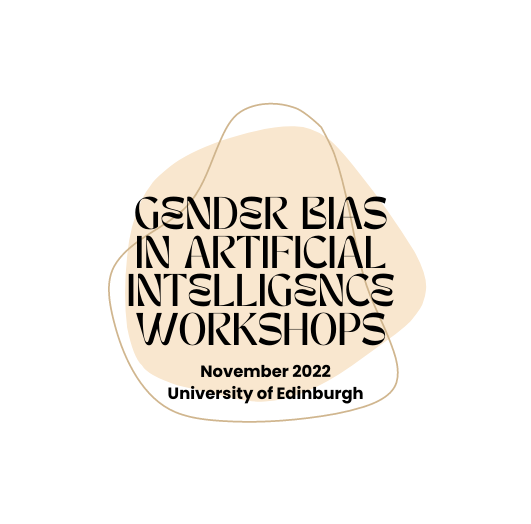 GENDER BIAS
IN ARTIFICIAL
INTELLIGENCE
WORKSHOPS
November 2022
University of Edinburgh